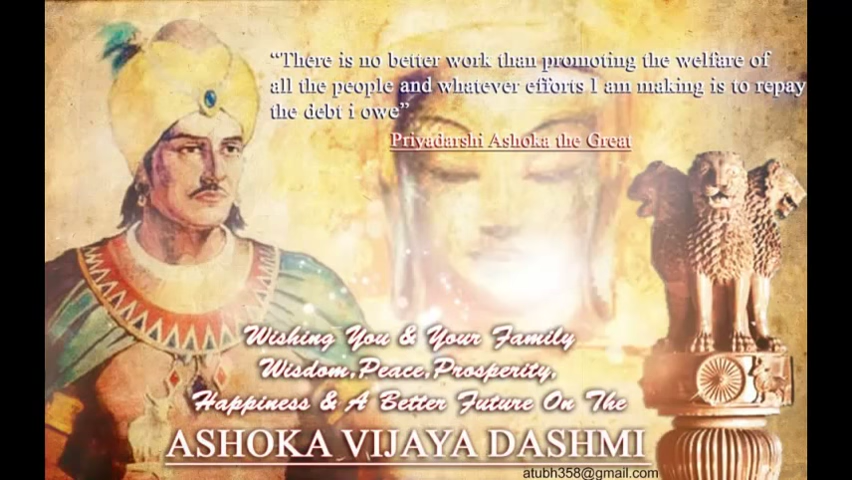 “There is no better work than promoting the welfare of
all the people and whatever efforts I am making is to repay
the debt i owe”
Priyadarshi Ashoka the Great
Wishing You & Your Family
Wisdom,Peace,Prosperity,
Happiness & A Better Future On The
ASHOKA VIJAYA DASHMI
atubh358@gmail.com